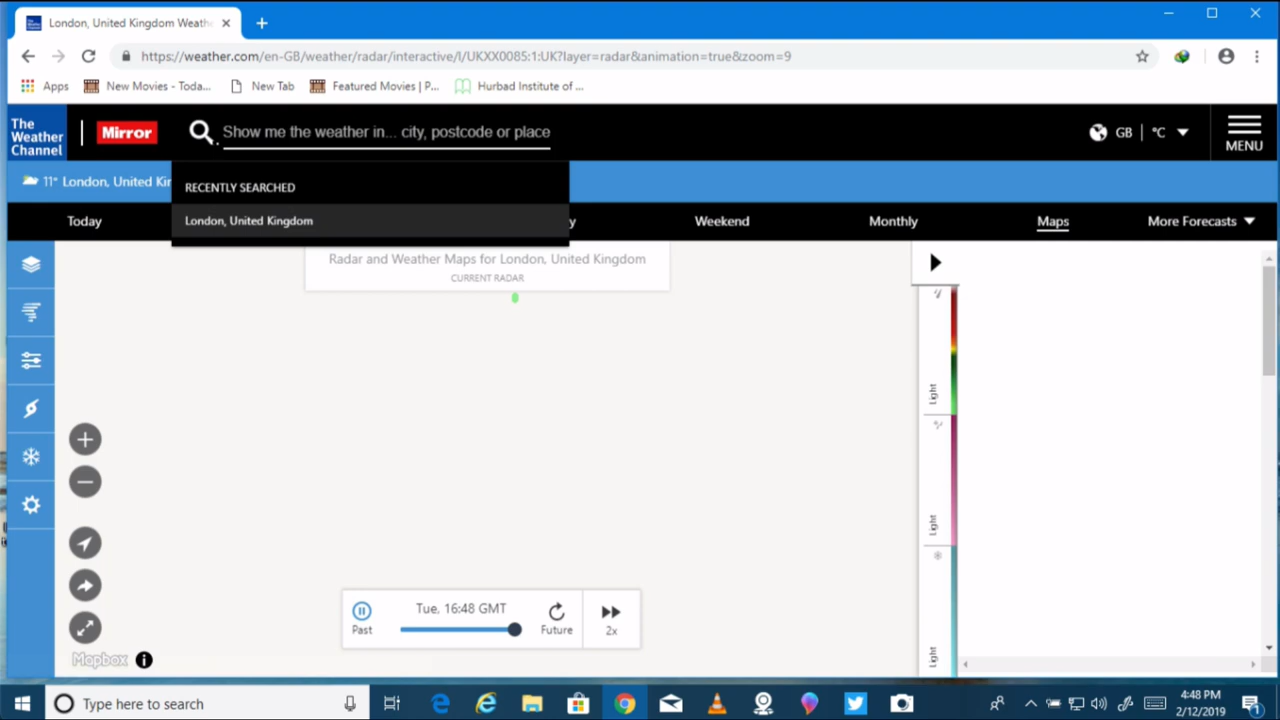 London, United Kingdom Weath
https://weather.com/en-GB/weather/radar/interactive/l/UKXX0085:1:UK?layer=radar&animation=true&zoom=9
Apps New Movies - Toda... New Tab Featured Movies | P... Hurbad Institute of ...
The
Weather
Channel
Mirror
Show me the weather in... city, postcode or place
GB °C
MENU
11° London, United Kin
RECENTLY SEARCHED
London, United Kingdom
Today y Weekend Monthly Maps More Forecasts
Radar and Weather Maps for London, United Kingdom
CURRENT RADAR
Light
Light
Light
Tue, 16:48 GMT
Past Future 2x
Mapbox
Type here to search
4:48 PM
2/12/2019
1